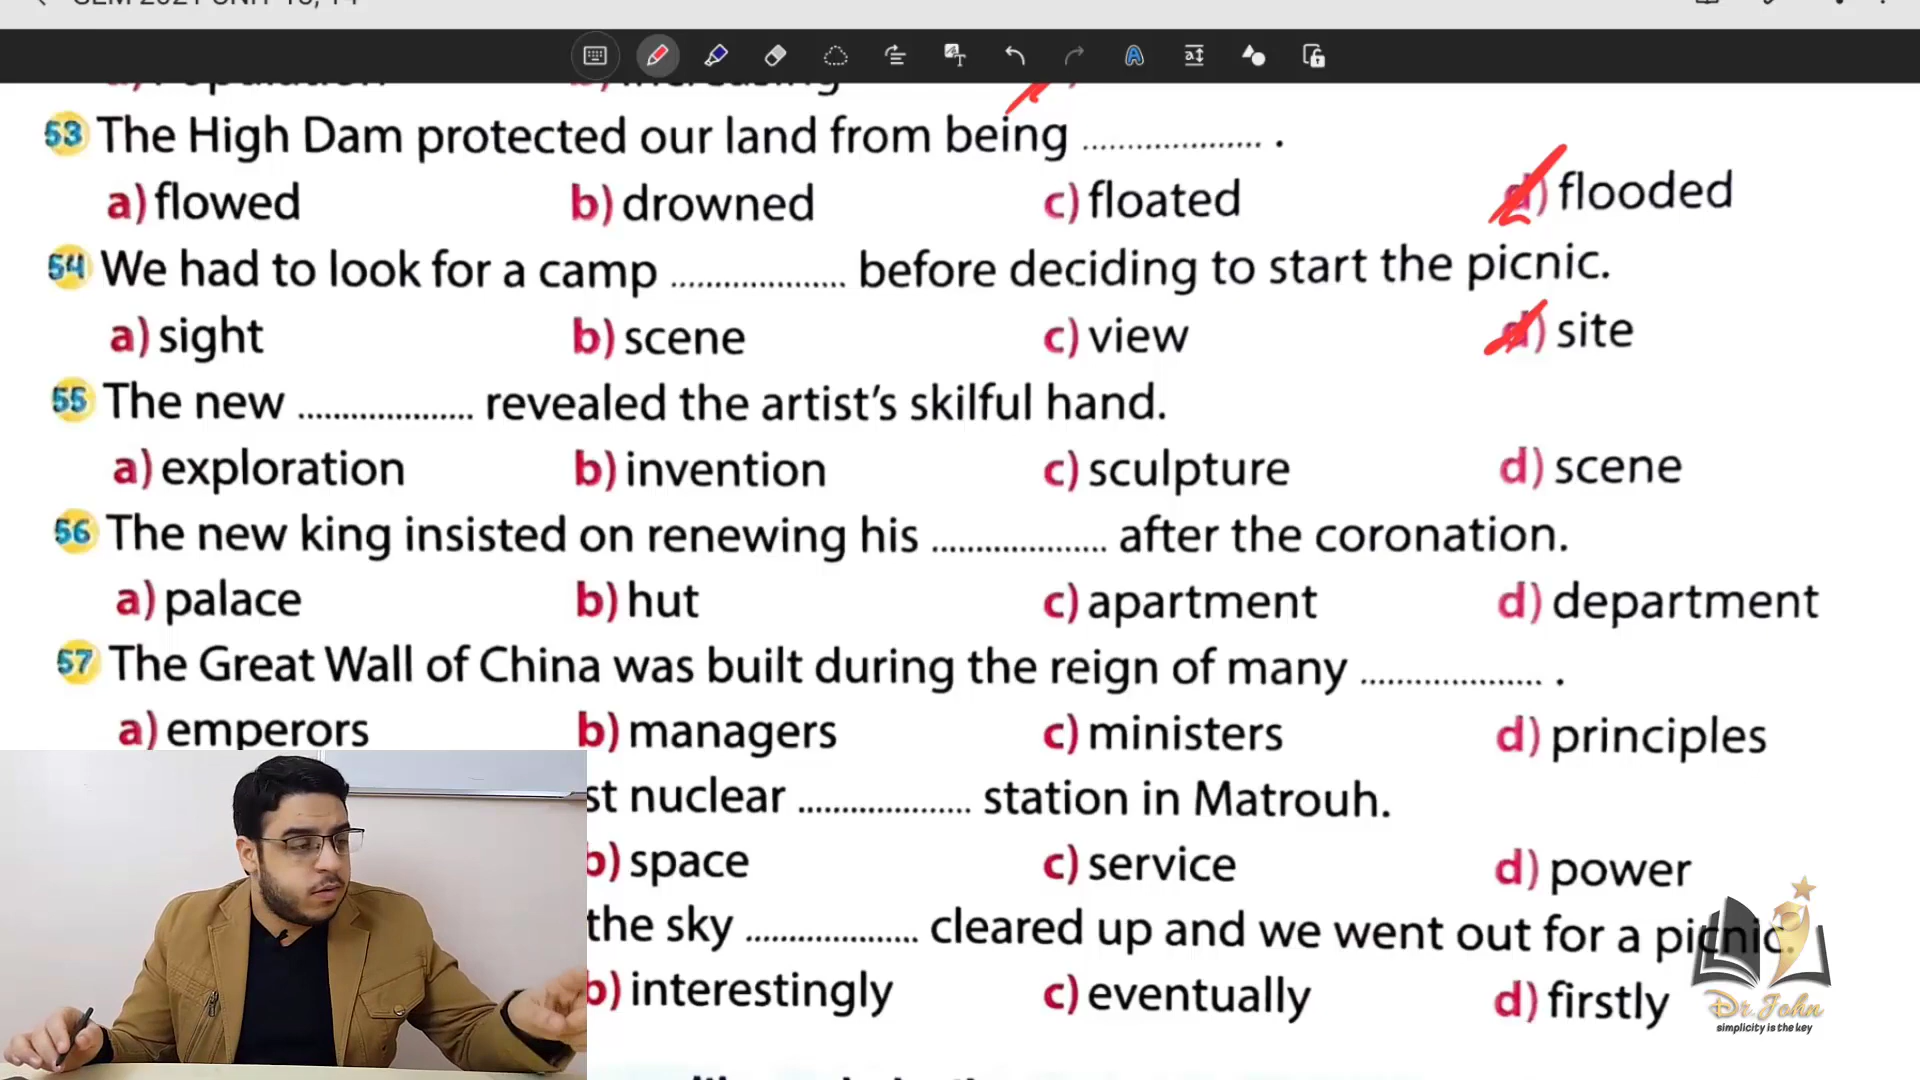 53 The High Dam protected our land from being .................... .
a) flowed b) drowned c) floated d) flooded
54 We had to look for a camp .................... before deciding to start the picnic.
a) sight b) scene c) view d) site
55 The new .................... revealed the artist's skilful hand.
a) exploration b) invention c) sculpture d) scene
56 The new king insisted on renewing his .................... after the coronation.
a) palace b) hut c) apartment d) department
57 The Great Wall of China was built during the reign of many .................... .
a) emperors b) managers c) ministers d) principles
st nuclear .................... station in Matrouh.
b) space c) service d) power
the sky .................... cleared up and we went out for a picnic.
b) interestingly c) eventually d) firstly
Dr. John
simplicity is the key